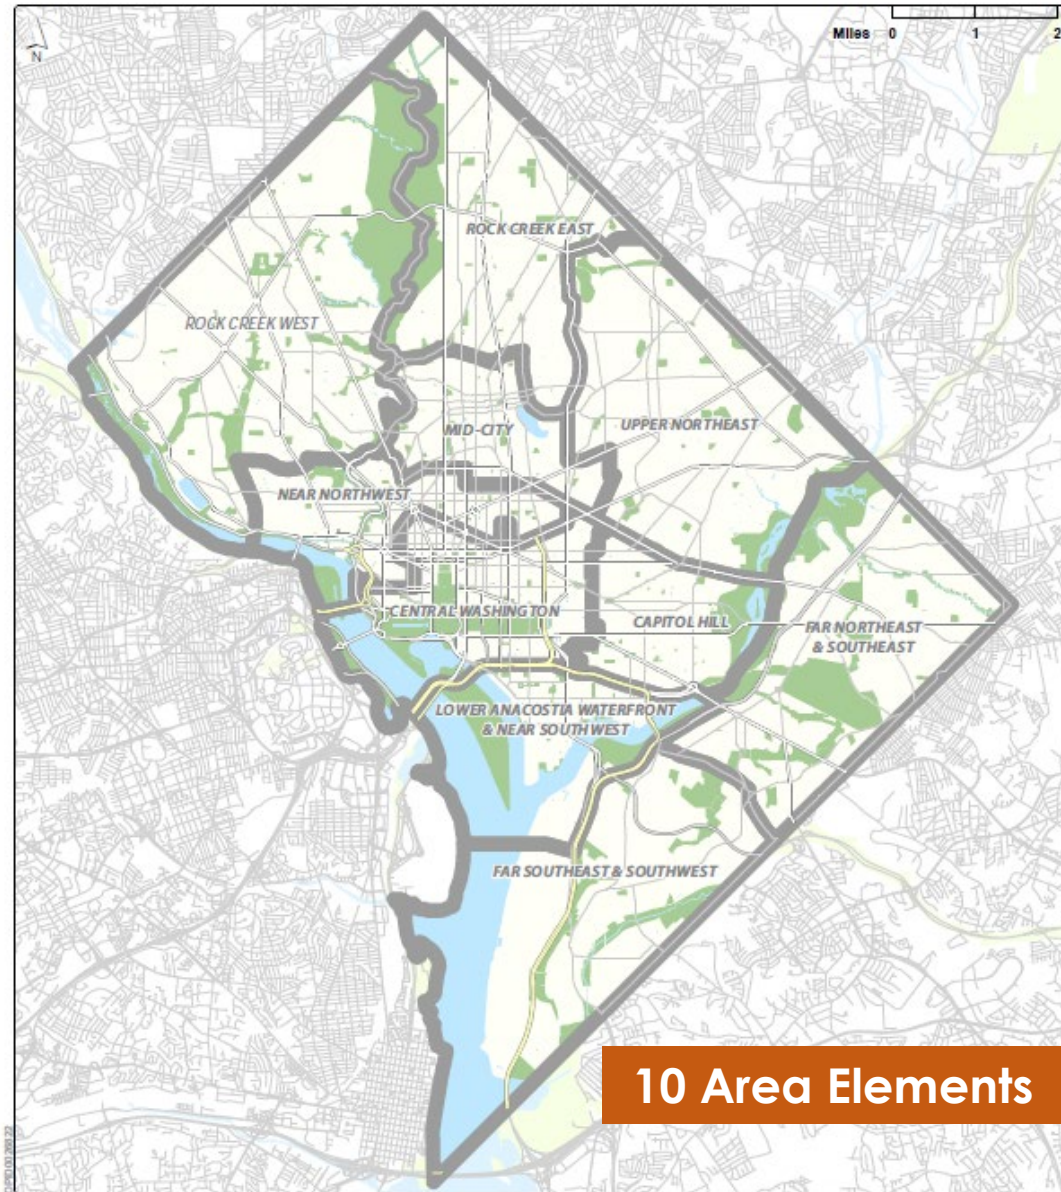 Miles 0 1 2
N
ROCK CREEK EAST
ROCK CREEK WEST
MID-CITY
UPPER NORTHEAST
NEAR NORTHWEST
CENTRAL WASHINGTON
CAPITOL HILL
FAR NORTHEAST
& SOUTHEAST
LOWER ANACOSTIA WATERFRONT
& NEAR SOUTHWEST
FAR SOUTHEAST & SOUTHWEST
10 Area Elements